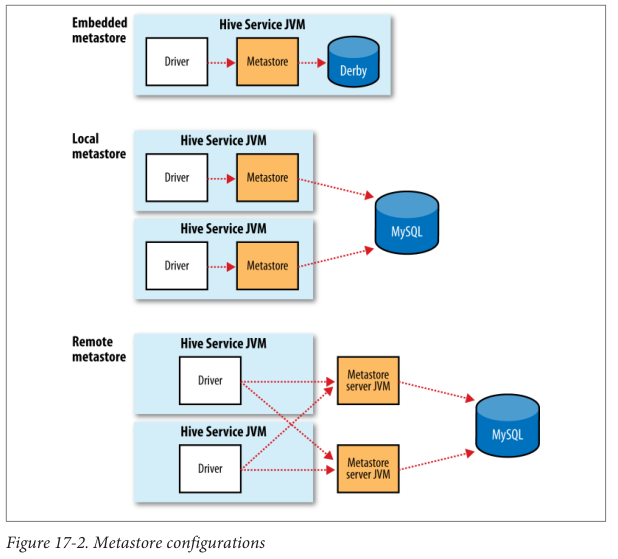 Embedded
metastore
Hive Service JVM
Driver
Metastore
Derby
Local
metastore
Hive Service JVM
Driver
Metastore
Hive Service JVM
Driver
Metastore
MySQL
Remote
metastore
Hive Service JVM
Driver
Metastore
server JVM
Hive Service JVM
Driver
Metastore
server JVM
MySQL
Figure 17-2. Metastore configurations